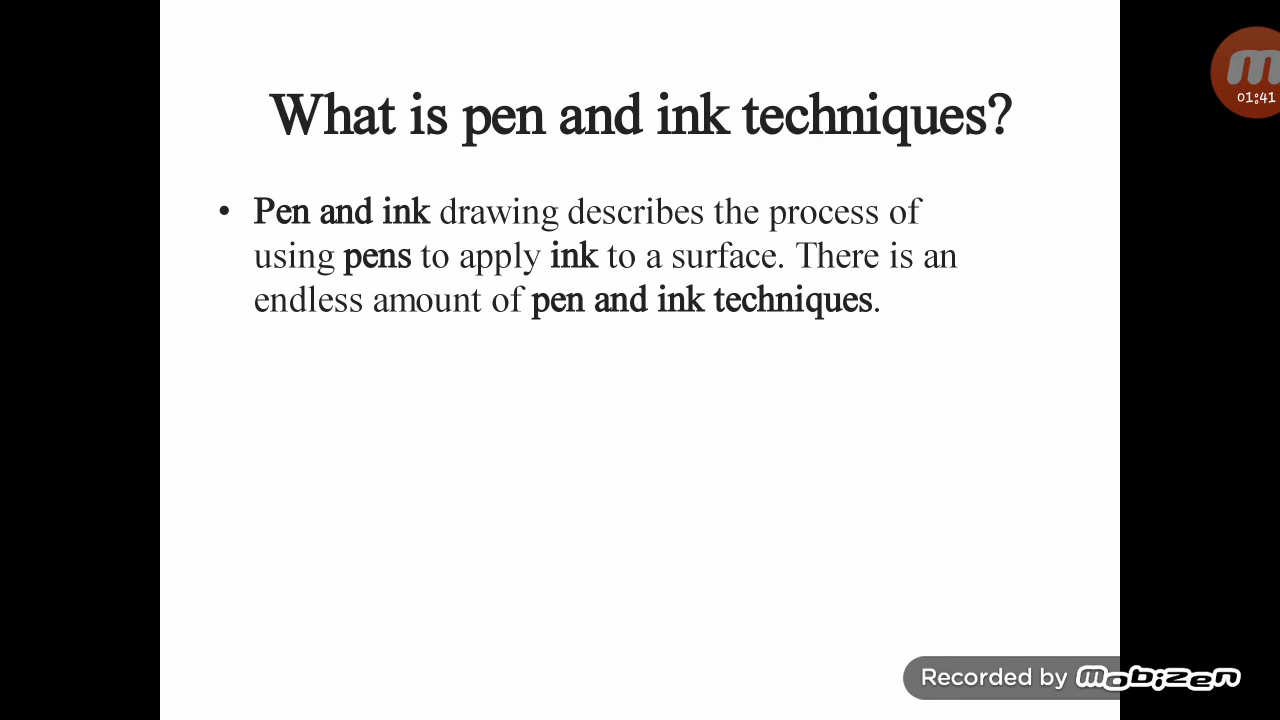 What is pen and ink techniques?
• Pen and ink drawing describes the process of
using pens to apply ink to a surface. There is an
endless amount of pen and ink techniques.
01:41
Recorded by mobizen